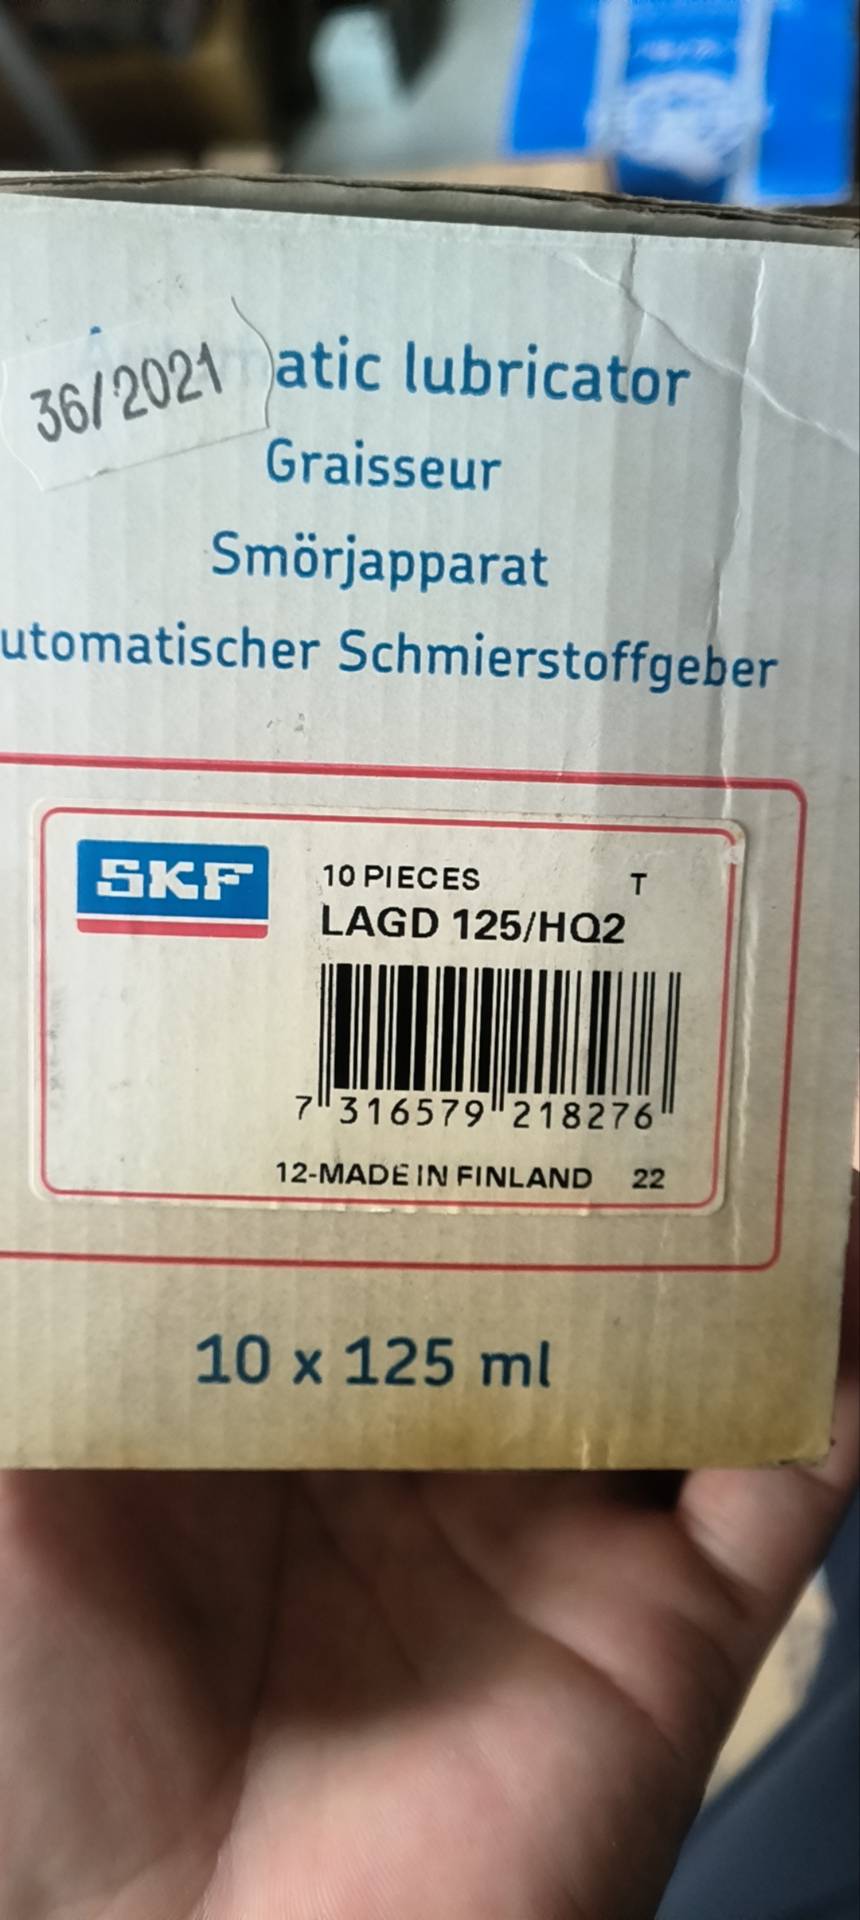 36/2021
atic lubricator
Graisseur
Smörjapparat
utomatischer Schmierstoffgeber
SKF
10 PIECES T
LAGD 125/HQ2
7 316579 218276
12-MADE IN FINLAND 22
10 x 125 ml